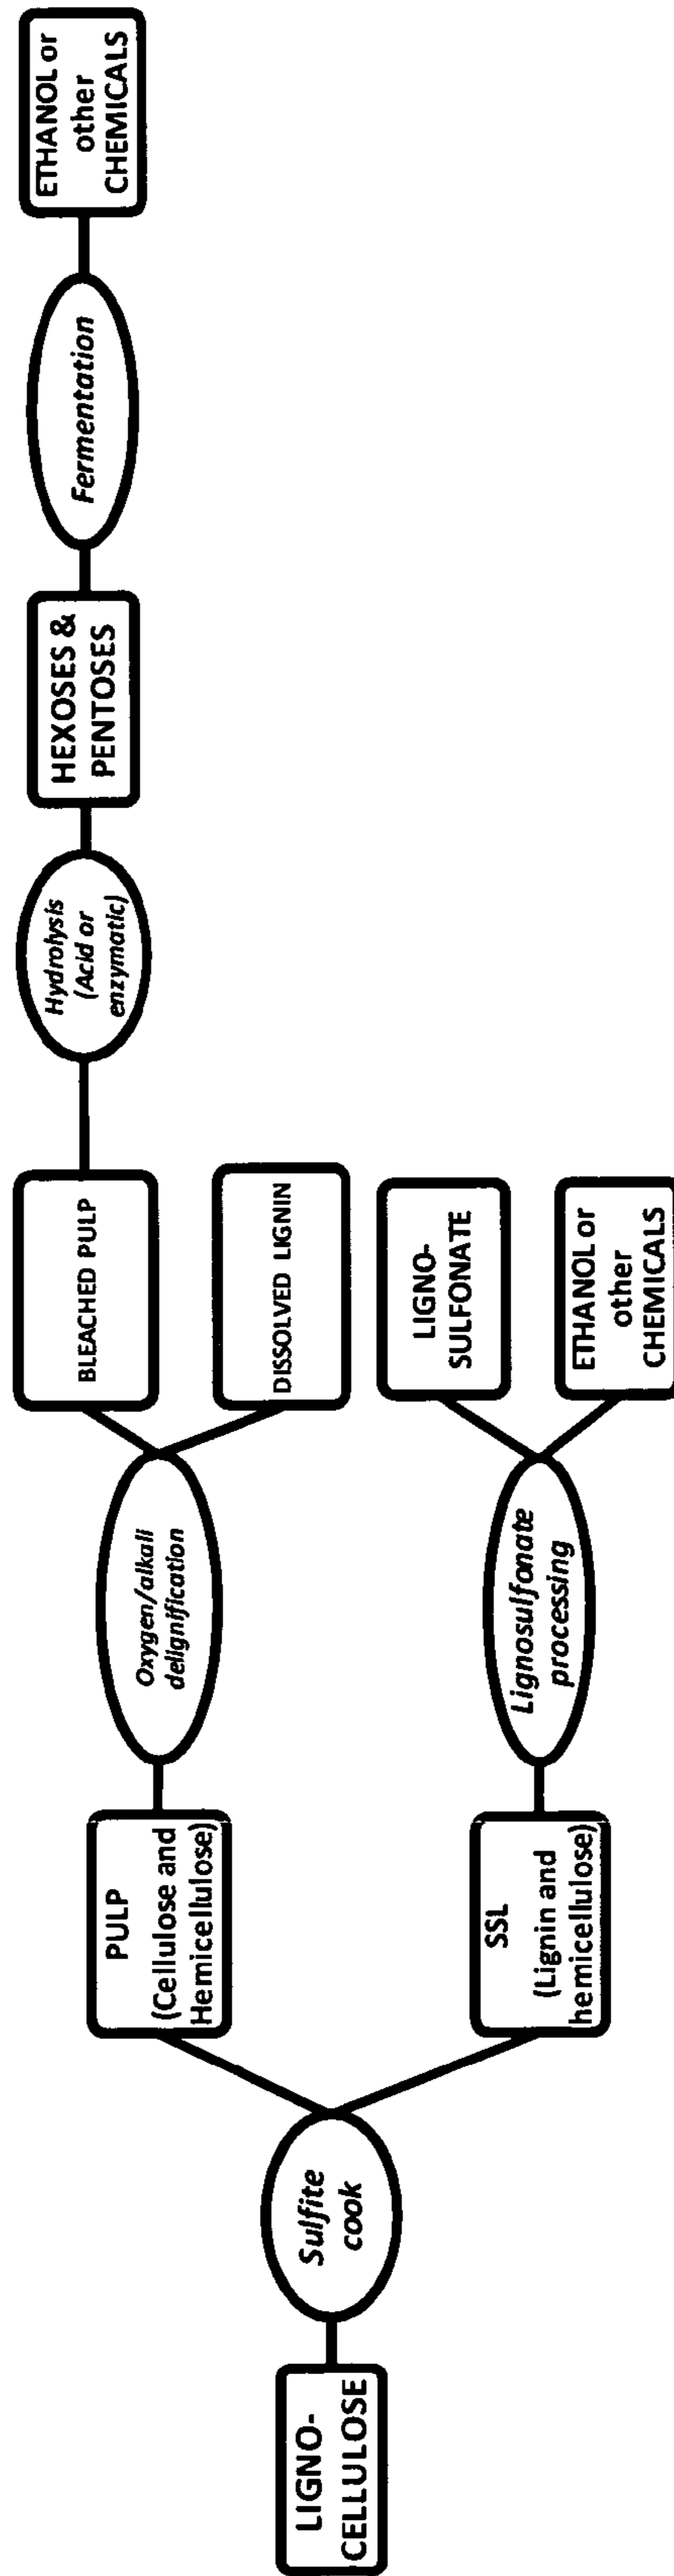 LIGNO-
CELLULOSE
Sulfite
cook
PULP
(Cellulose and
Hemicellulose)
SSL
(Lignin and
hemicellulose)
Oxygen/alkali
delignification
Lignosulfonate
processing
BLEACHED PULP
DISSOLVED LIGNIN
LIGNO-
SULFONATE
ETHANOL or
other
CHEMICALS
Hydrolysis
(Acid or
enzymatic)
HEXOSES &
PENTOSES
Fermentation
ETHANOL or
other
CHEMICALS